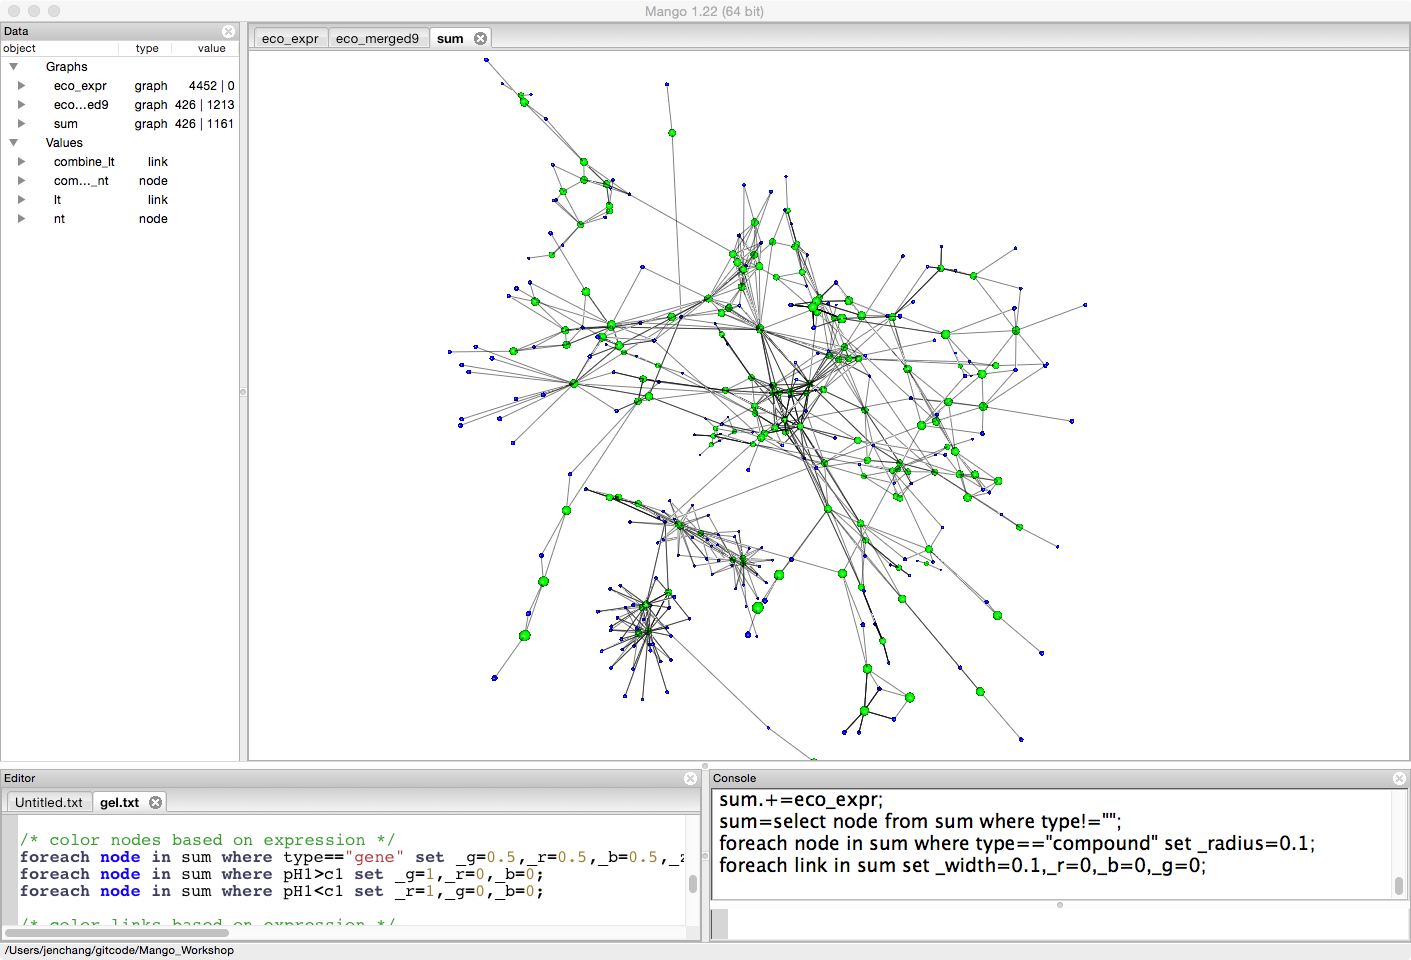 Mango 1.22 (64 bit)
Data
object type value
Graphs
eco_expr graph 4452 | 0
eco...ed9 graph 426 | 1213
sum graph 426 | 1161
Values
combine_lt link
com..._nt node
lt link
nt node
eco_expr eco_merged9 sum
Editor
Untitled.txt gel.txt
/* color nodes based on expression */
foreach node in sum where type=="gene" set _g=0.5,_r=0.5,_b=0.5,_
foreach node in sum where pH1>c1 set _g=1,_r=0,_b=0;
foreach node in sum where pH1<c1 set _r=1,_g=0,_b=0;
/* color links based on expression */
Console
sum.+=eco_expr;
sum=select node from sum where type!="";
foreach node in sum where type=="compound" set _radius=0.1;
foreach link in sum set _width=0.1,_r=0,_b=0,_g=0;
/Users/jenchang/gitcode/Mango_Workshop